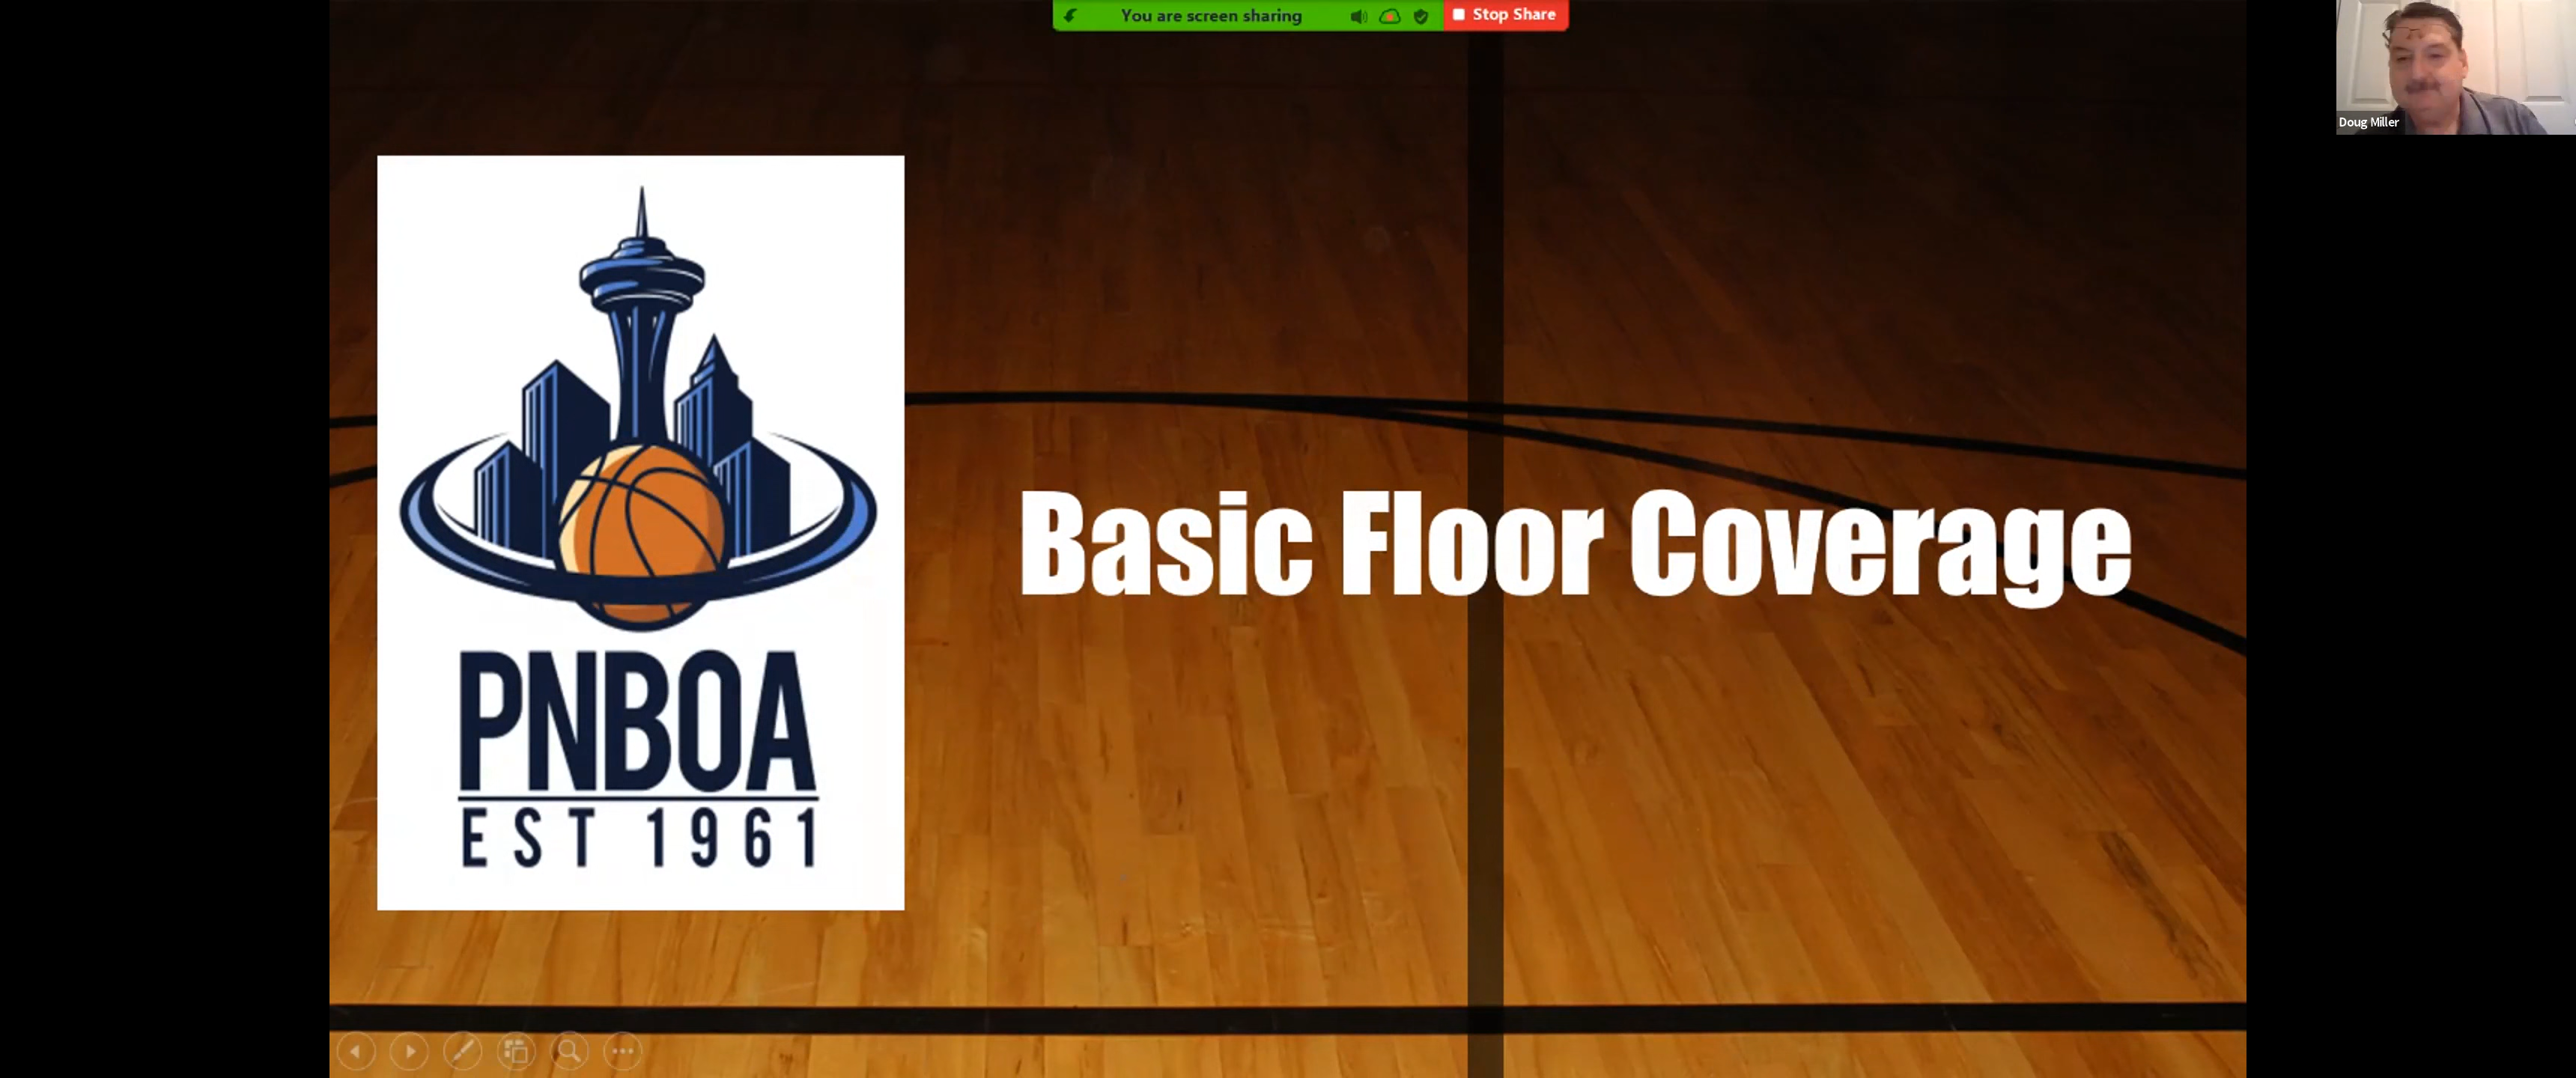 You are screen sharing
Stop Share
Doug Miller
Basic Floor Coverage
PNBOA
EST 1961